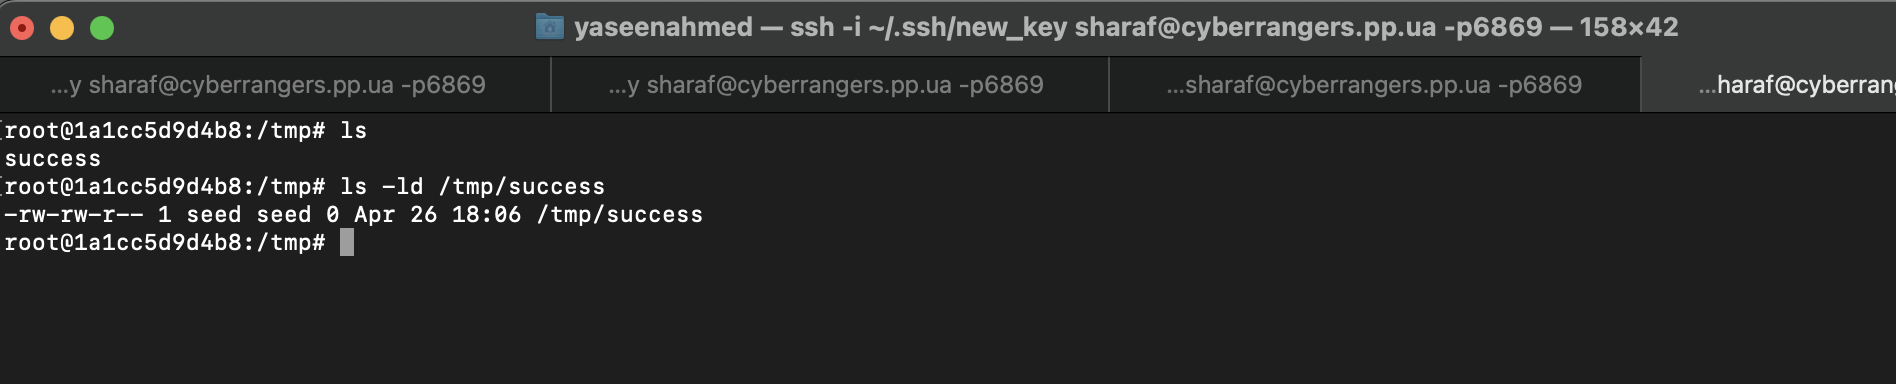 yaseenahmed — ssh -i ~/.ssh/new_key sharaf@cyberrangers.pp.ua -p6869 — 158×42
...y sharaf@cyberrangers.pp.ua -p6869
...y sharaf@cyberrangers.pp.ua -p6869
...sharaf@cyberrangers.pp.ua -p6869
...haraf@cyberran
[root@1a1cc5d9d4b8:/tmp# ls
success
[root@1a1cc5d9d4b8:/tmp# ls -ld /tmp/success
-rw-rw-r-- 1 seed seed 0 Apr 26 18:06 /tmp/success
root@1a1cc5d9d4b8:/tmp#